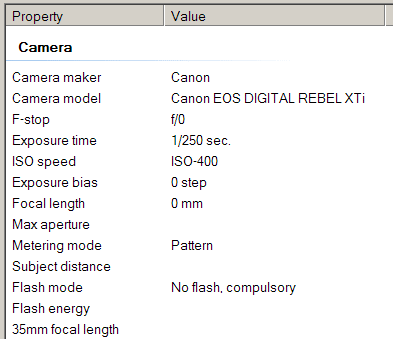 Property Value
Camera
Camera maker Canon
Camera model Canon EOS DIGITAL REBEL XTi
F-stop f/0
Exposure time 1/250 sec.
ISO speed ISO-400
Exposure bias 0 step
Focal length 0 mm
Max aperture
Metering mode Pattern
Subject distance
Flash mode No flash, compulsory
Flash energy
35mm focal length